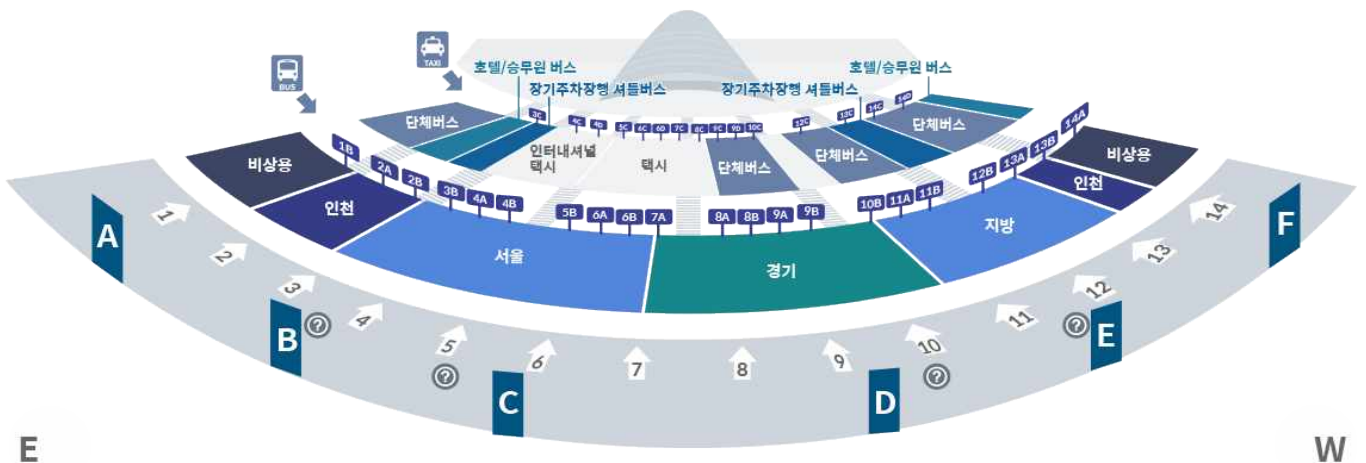 TAXI
BUS
호텔/승무원 버스
호텔/승무원 버스
장기주차장행 셔틀버스
장기주차장행 셔틀버스
단체버스
단체버스
3C
4C
4D
5C
6C
6D
7C
8C
9C
9D
10C
12C
13C
14C
14D
인터내셔널
택시
택시
단체버스
단체버스
비상용
인천
서울
경기
지방
인천
비상용
1B
2A
2B
3B
4A
4B
5B
6A
6B
7A
8A
8B
9A
9B
10B
11A
11B
12B
13A
13B
14A
1
2
3
4
5
6
7
8
9
10
11
12
13
14
?
?
?
?
A
B
C
D
E
F
E
W